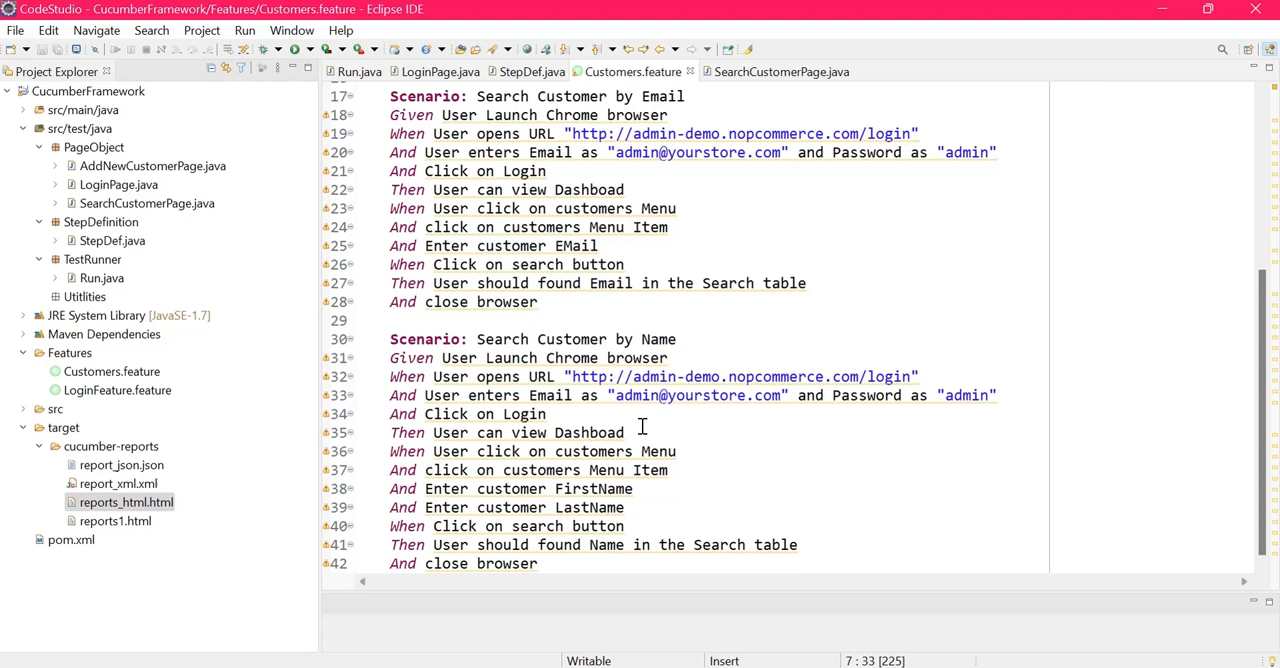 CodeStudio - CucumberFramework/Features/Customers.feature - Eclipse IDE
File Edit Navigate Search Project Run Window Help
Project Explorer
Run.java LoginPage.java StepDef.java Customers.feature SearchCustomerPage.java
CucumberFramework
src/main/java
src/test/java
PageObject
AddNewCustomerPage.java
LoginPage.java
SearchCustomerPage.java
StepDefinition
StepDef.java
TestRunner
Run.java
Utitlities
JRE System Library [JavaSE-1.7]
Maven Dependencies
Features
Customers.feature
LoginFeature.feature
src
target
cucumber-reports
report_json.json
report_xml.xml
reports_html.html
reports1.html
pom.xml
17 Scenario: Search Customer by Email
18 Given User Launch Chrome browser
19 When User opens URL "http://admin-demo.nopcommerce.com/login"
20 And User enters Email as "admin@yourstore.com" and Password as "admin"
21 And Click on Login
22 Then User can view Dashboad
23 When User click on customers Menu
24 And click on customers Menu Item
25 And Enter customer EMail
26 When Click on search button
27 Then User should found Email in the Search table
28 And close browser
29
30 Scenario: Search Customer by Name
31 Given User Launch Chrome browser
32 When User opens URL "http://admin-demo.nopcommerce.com/login"
33 And User enters Email as "admin@yourstore.com" and Password as "admin"
34 And Click on Login
35 Then User can view Dashboad
36 When User click on customers Menu
37 And click on customers Menu Item
38 And Enter customer FirstName
39 And Enter customer LastName
40 When Click on search button
41 Then User should found Name in the Search table
42 And close browser
Writable Insert 7 : 33 [225]